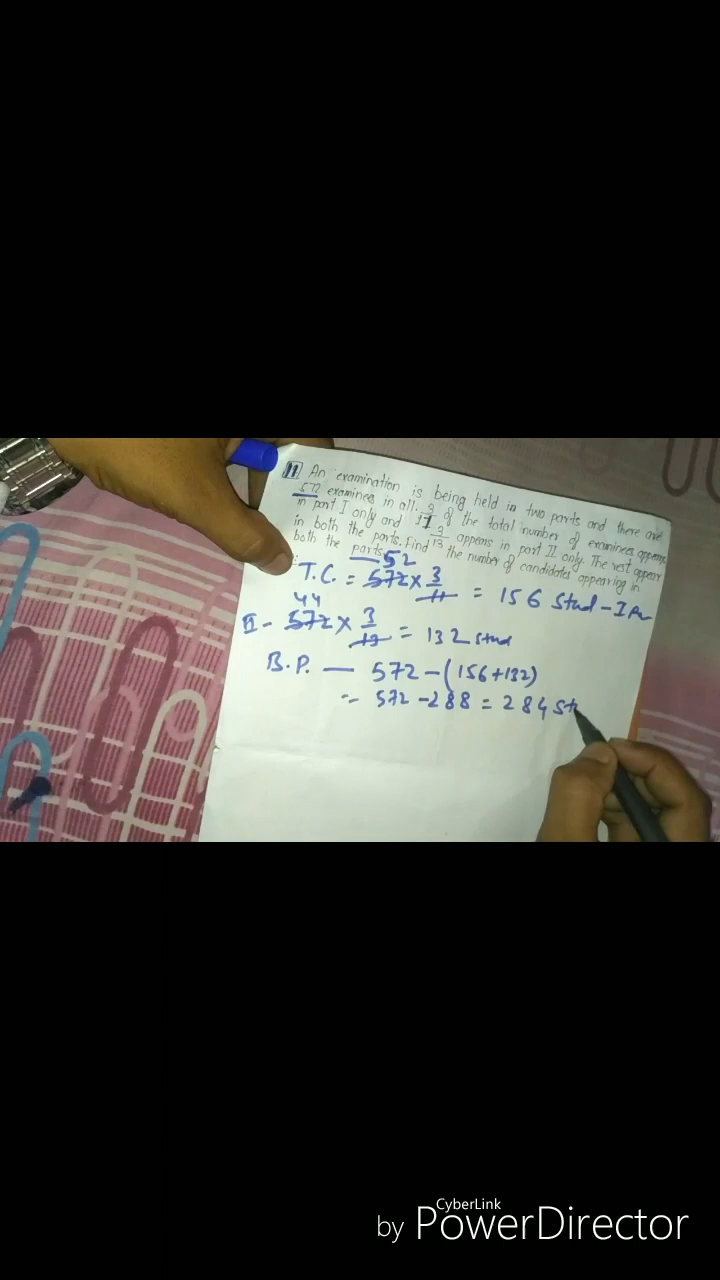 11 An examination is being held in two parts and there are
572 examinees in all. 3/11 of the total number of examinees appears
in part I only and 3/13 appears in part II only. The rest appear
in both the parts. Find the number of candidates appearing in
both the parts.
52
T.C. = 572 × 3/11 = 156 Stud - I Pa
44
II - 572 × 3/13 = 132 stud
B.P. — 572 - (156+132)
= 572 - 288 = 284 St
CyberLink
by PowerDirector